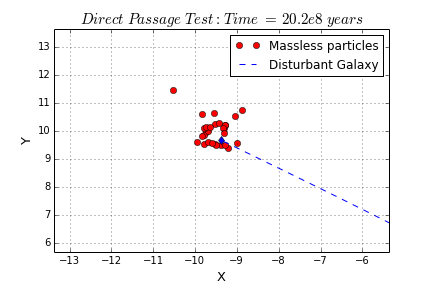 Direct Passage Test: Time = 20.2e8 years
Massless particles
Disturbant Galaxy
Y
13
12
11
10
9
8
7
6
−13 −12 −11 −10 −9 −8 −7 −6
X